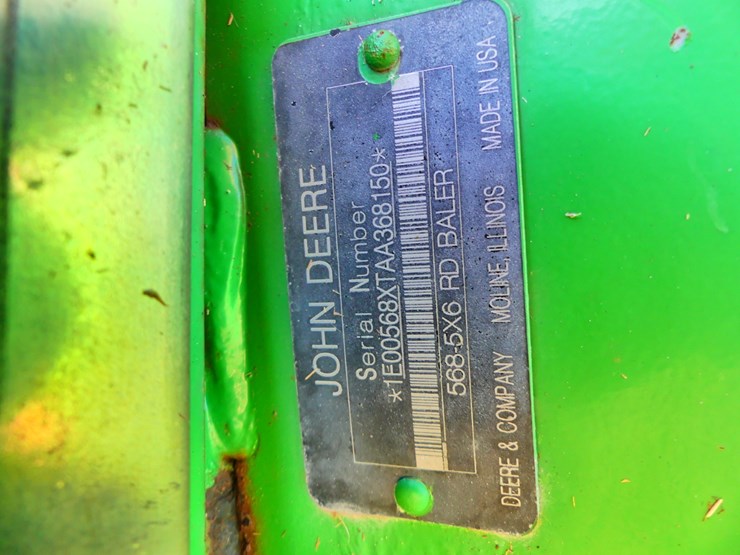 JOHN DEERE
Serial Number
*1E00568XTAA368150*
568-5X6 RD BALER
DEERE & COMPANY MOLINE, ILLINOIS MADE IN USA